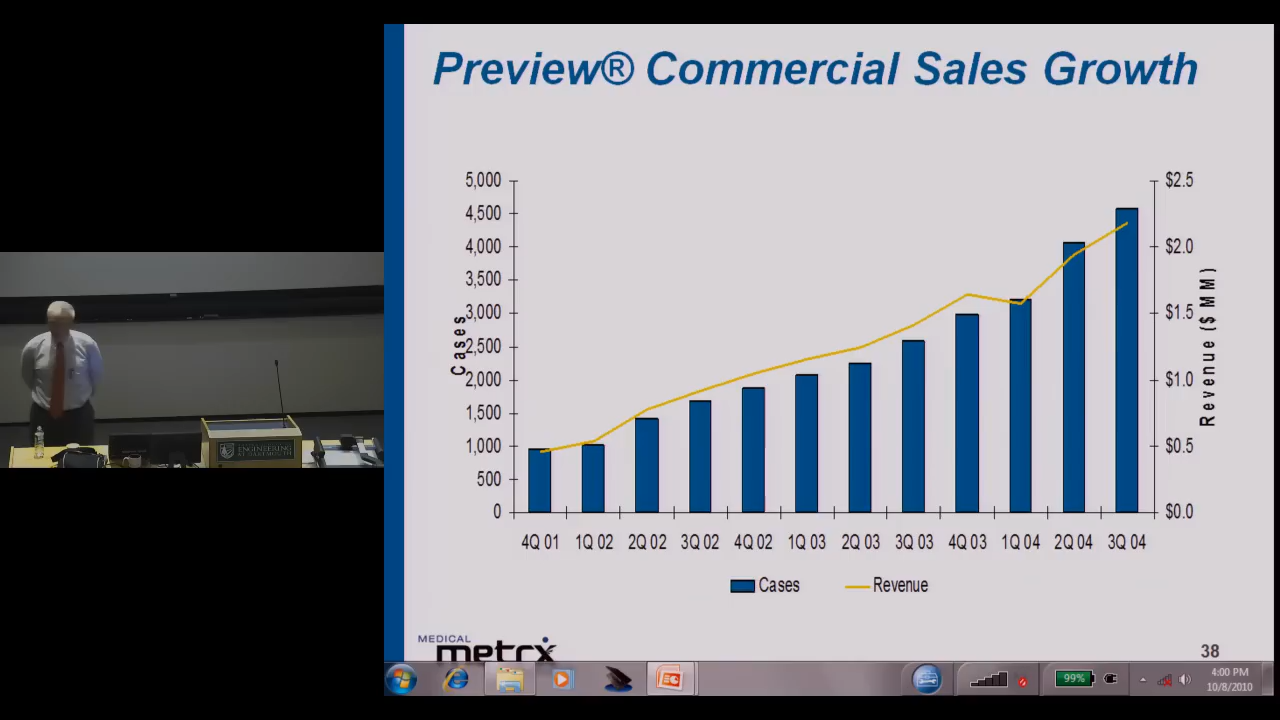 Preview® Commercial Sales Growth
5,000
4,500
4,000
3,500
3,000
2,500
2,000
1,500
1,000
500
0
Cases
$2.5
$2.0
$1.5
$1.0
$0.5
$0.0
Revenue ($ MM)
4Q 01 1Q 02 2Q 02 3Q 02 4Q 02 1Q 03 2Q 03 3Q 03 4Q 03 1Q 04 2Q 04 3Q 04
Cases Revenue
MEDICAL
metrx
38
99%
4:00 PM
10/8/2010
ENGINEERING
AT DARTMOUTH